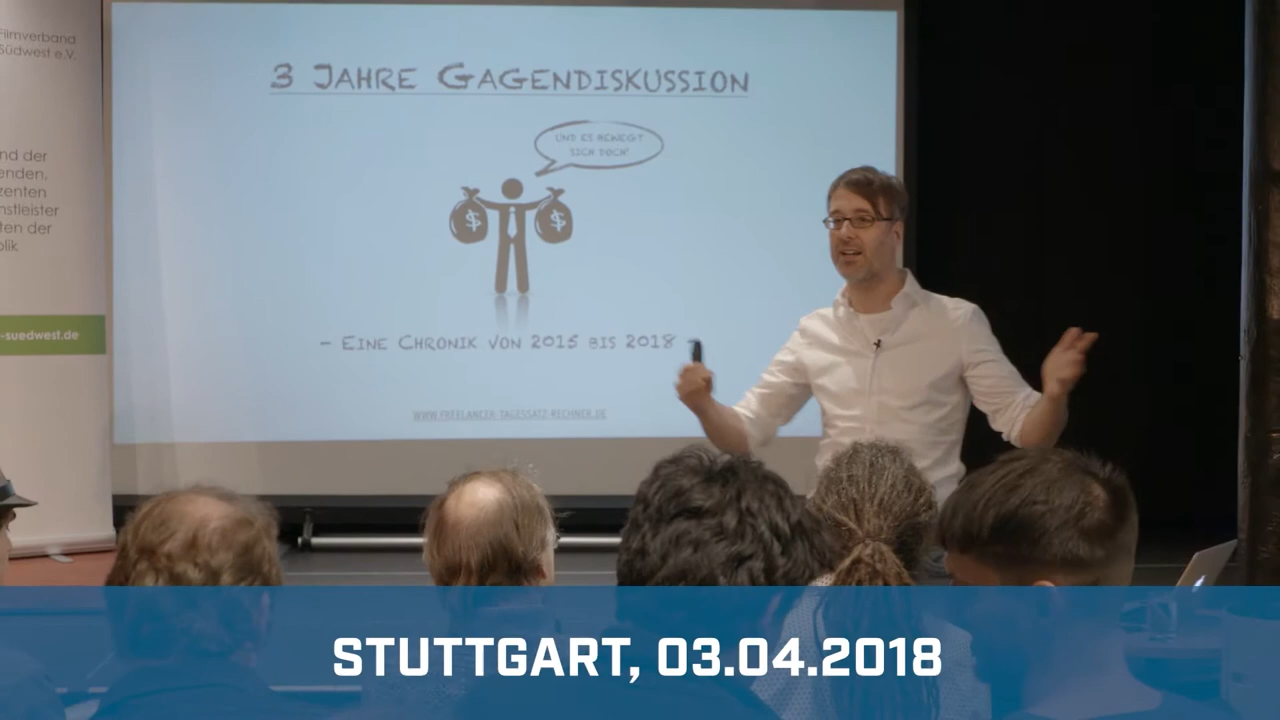 Filmverband
Südwest e.V.
nd der
enden,
zenten
nstleister
ten der
blik
-suedwest.de
3 JAHRE GAGENDISKUSSION
UND ES BEWEGT
SICH DOCH!
$ $
- EINE CHRONIK VON 2015 BIS 2018 -
WWW.FREELANCER-TAGESSATZ-RECHNER.DE
STUTTGART, 03.04.2018